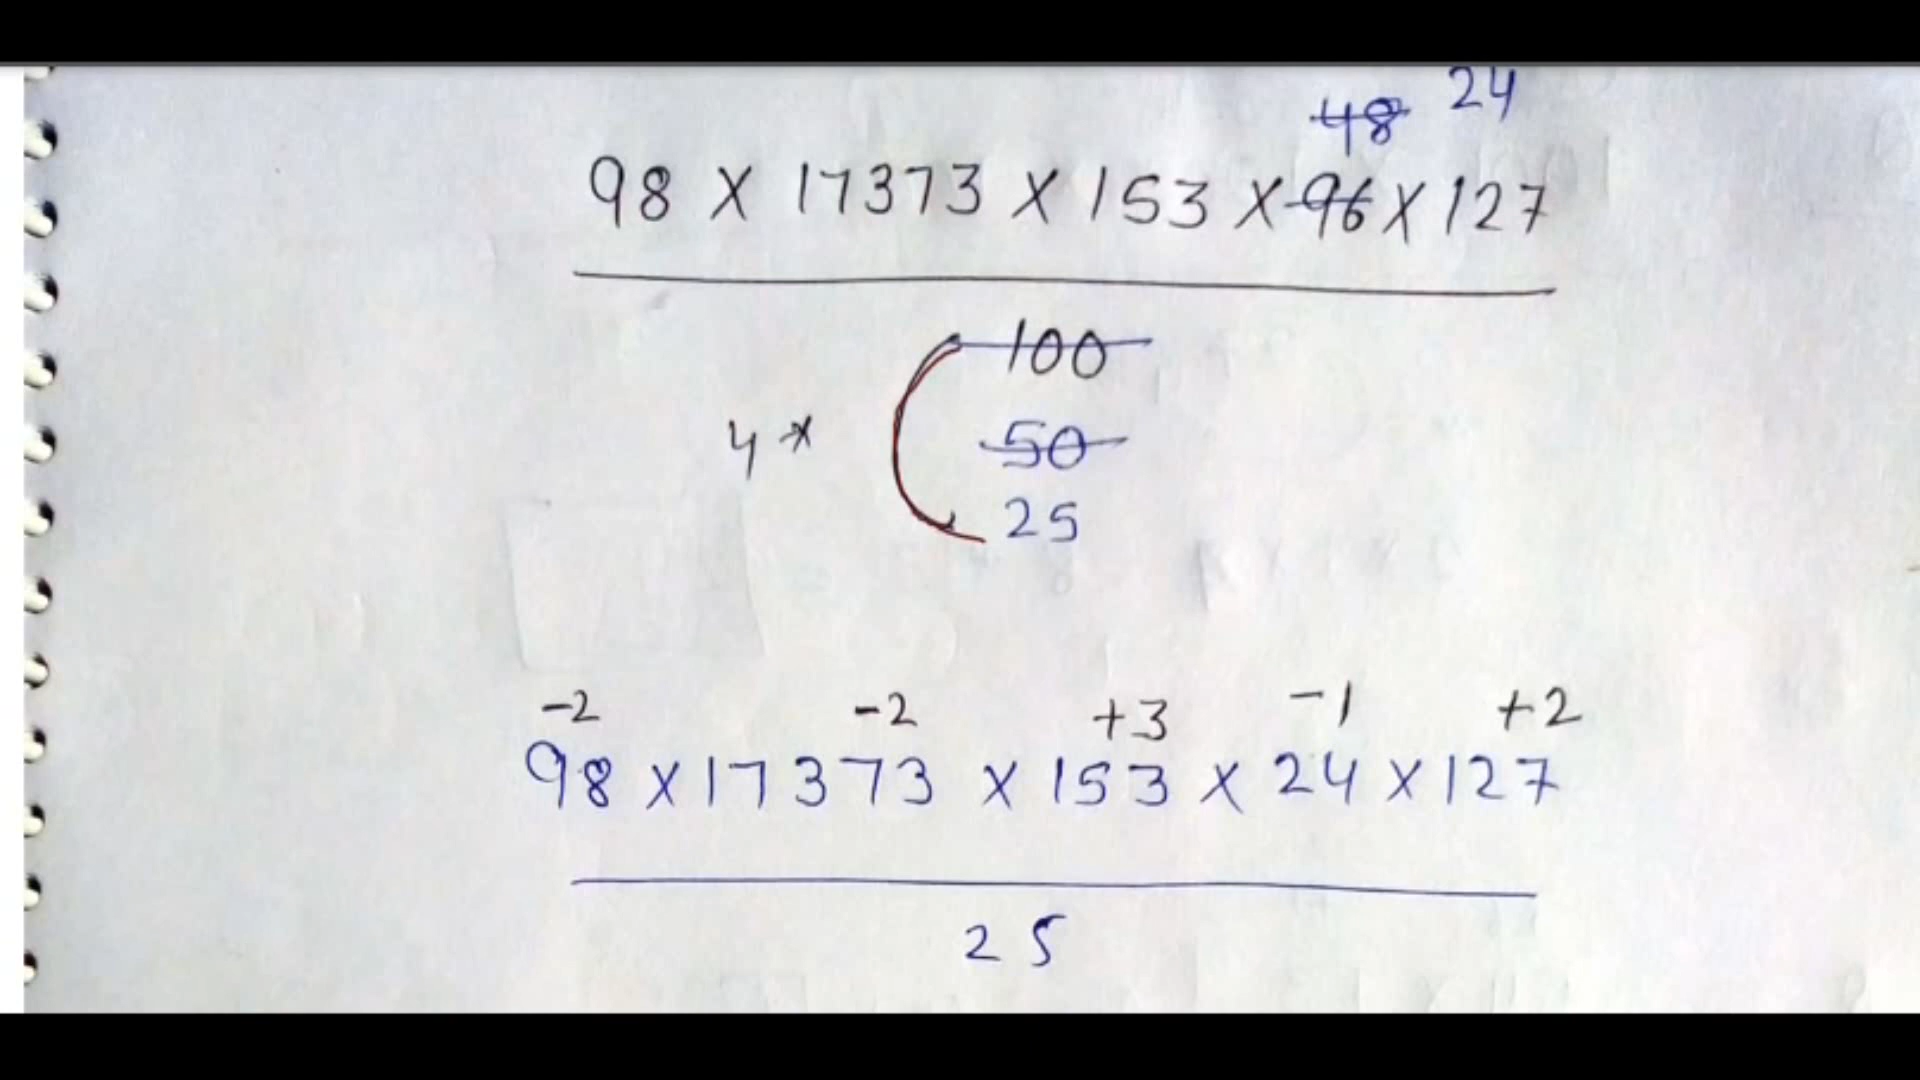 48 24
98 X 17373 X 153 X 96 X 127
100
4 x 50
25
-2 -2 +3 -1 +2
98 X 17373 X 153 X 24 X 127
25